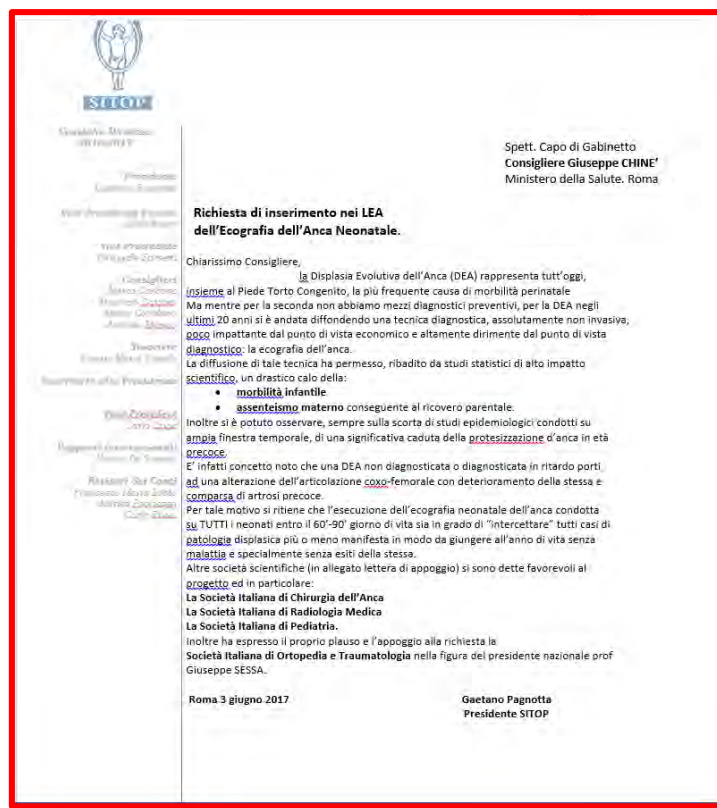 SITOP
Spett. Capo di Gabinetto
Consigliere Giuseppe CHINE'
Ministero della Salute. Roma
Richiesta di inserimento nei LEA
dell'Ecografia dell'Anca Neonatale.
Chiarissimo Consigliere,
la Displasia Evolutiva dell'Anca (DEA) rappresenta tutt'oggi,
insieme al Piede Torto Congenito, la più frequente causa di morbilità perinatale
Ma mentre per la seconda non abbiamo mezzi diagnostici preventivi, per la DEA negli
ultimi 20 anni si è andata diffondendo una tecnica diagnostica, assolutamente non invasiva,
poco impattante dal punto di vista economico e altamente dirimente dal punto di vista
diagnostico: la ecografia dell'anca.
La diffusione di tale tecnica ha permesso, ribadito da studi statistici di alto impatto
scientifico, un drastico calo della:
• morbilità infantile
• assenteismo materno conseguente al ricovero parentale.
Inoltre si è potuto osservare, sempre sulla scorta di studi epidemiologici condotti su
ampia finestra temporale, di una significativa caduta della protesizzazione d'anca in età
precoce.
E' infatti concetto noto che una DEA non diagnosticata o diagnosticata in ritardo porti
ad una alterazione dell'articolazione coxo-femorale con deterioramento della stessa e
comparsa di artrosi precoce.
Per tale motivo si ritiene che l'esecuzione dell'ecografia neonatale dell'anca condotta
su TUTTI i neonati entro il 60'-90' giorno di vita sia in grado di "intercettare" tutti casi di
patologia displasica più o meno manifesta in modo da giungere all'anno di vita senza
malattia e specialmente senza esiti della stessa.
Altre società scientifiche (in allegato lettera di appoggio) si sono dette favorevoli al
progetto ed in particolare:
La Società Italiana di Chirurgia dell'Anca
La Società Italiana di Radiologia Medica
La Società Italiana di Pediatria.
Inoltre ha espresso il proprio plauso e l'appoggio alla richiesta la
Società Italiana di Ortopedia e Traumatologia nella figura del presidente nazionale prof
Giuseppe SESSA.
Roma 3 giugno 2017 Gaetano Pagnotta
Presidente SITOP